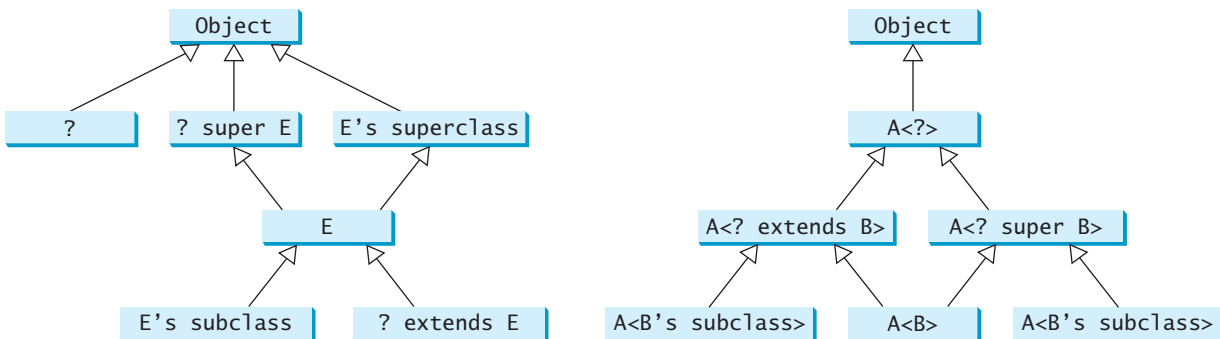 Object
Object
?
? super E
E's superclass
A<?>
E
A<? extends B>
A<? super B>
E's subclass
? extends E
A<B's subclass>
A<B>
A<B's subclass>